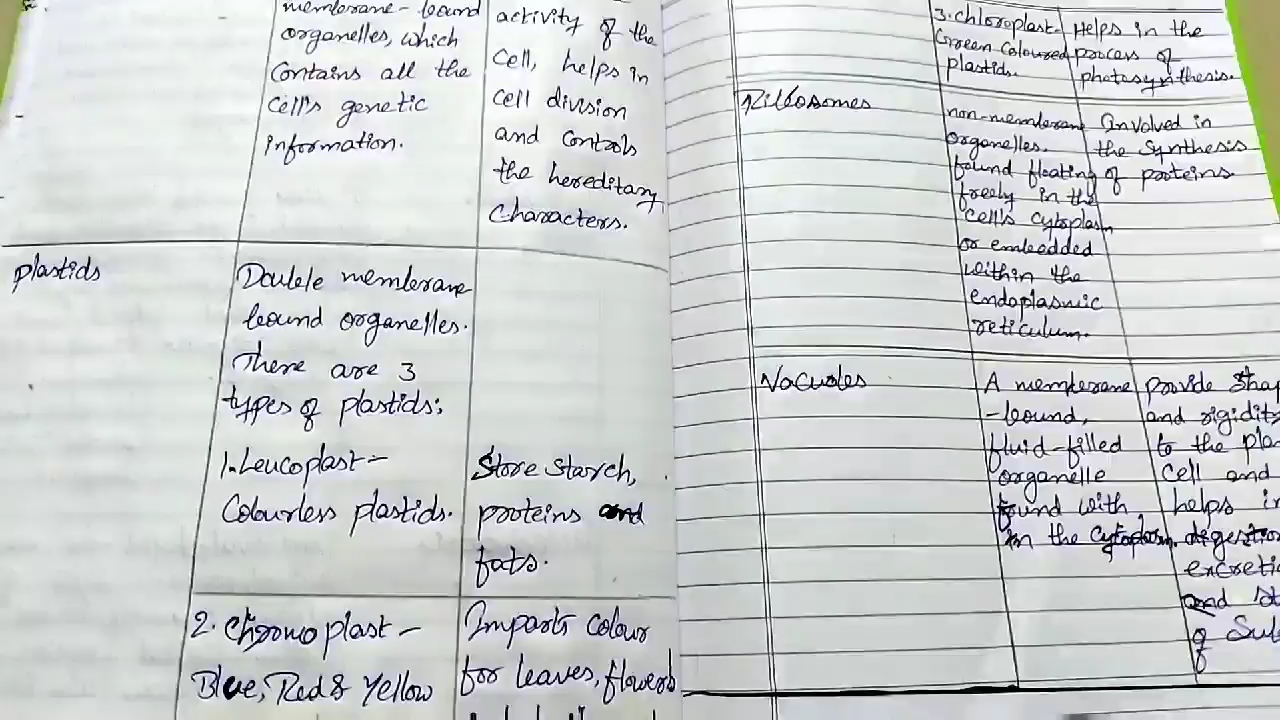 membrane-bound
organelles, which
Contains all the
Cell's genetic
information.
activity of the
Cell, helps in
Cell division
and controls
the hereditary
Characters.
plastids
Double membrane
bound organelles.
There are 3
types of plastids:
1. Leucoplast -
Colourless plastids.
Store Starch,
proteins and
fats.
2. Chromoplast -
Blue, Red & Yellow
Imparts colour
for leaves, flowers
3. chloroplast-
Green Coloured
plastids.
Helps in the
process of
photosynthesis.
Ribosomes
non-membrane
organelles.
found floating
freely in the
cell's cytoplasm
or embedded
within the
endoplasmic
reticulum.
Involved in
the synthesis
of proteins
Vacuoles
A membrane
-bound,
fluid-filled
organelle
found with
in the cytoplasm.
provide Shap
and rigidity
to the plan
Cell and
helps in
digestion
excreti
and
of Sub